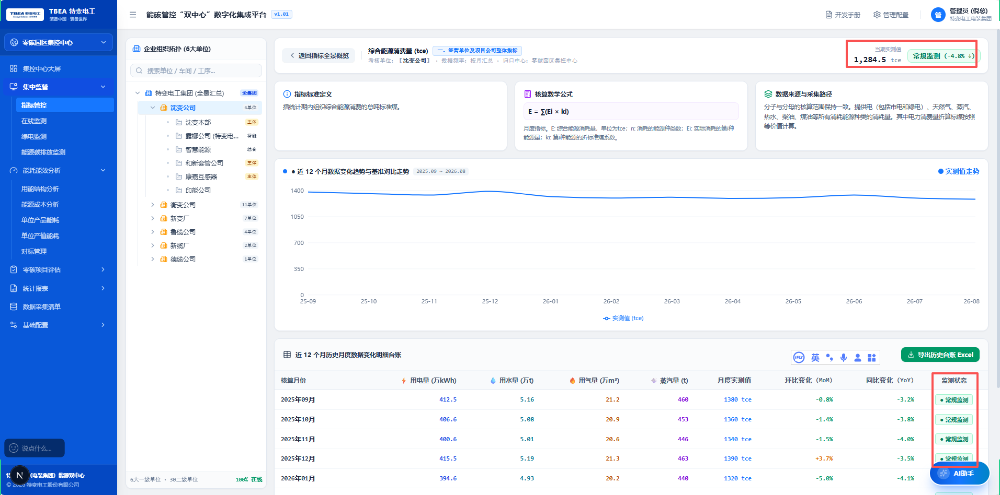 TBEA 特变电工
TBEA 特变电工
装备中国·装备世界
零碳园区集控中心
集控中心大屏
集中监管
指标管控
在线监测
绿电监测
能源碳排放监测
能耗能效分析
用能结构分析
能源成本分析
单位产品能耗
单位产值能耗
对标管理
零碳项目评估
统计报表
数据采集清单
基础配置
说点什么...
N
(电装集团) 能源双中心
特变电工股份有限公司
能碳管控“双中心”数字化集成平台
v1.01
开发手册
管理配置
管
管理员 (倪总)
特变电工电装集团
企业组织拓扑 (6大单位)
搜索单位 / 车间 / 工序...
特变电工集团 (全景汇总) 全集团
沈变公司 6单位
沈变本部 主体
露娜公司 (特变电... 智能
智慧能源 综合
和新套管公司 主体
康嘉互感器 主体
印能公司
衡变公司 11单位
新变厂 7单位
鲁缆公司 4单位
新缆厂 2单位
德缆公司 1单位
6大一级单位 · 30二级单位 100% 在线
返回指标全景概览
综合能源消费量 (tce) 一、经营单位及项目公司整体指标
考核单位: 【沈变公司】 · 数据频率: 按月汇总 · 归口中心: 零碳园区集控中心
当期实测值
1,284.5 tce
常规监测 (-4.8% ↓)
指标标准定义
指统计期内组织综合能源消费的总吨标准煤。
核算数学公式
E = ∑(Ei × ki)
月度指标。E: 综合能源消耗量，单位为tce；n: 消耗的能源种类数；Ei: 实际消耗的第i种
能源量；ki: 第i种能源的折标准煤系数。
数据来源与采集路径
分子与分母的核算范围保持一致。提供电（包括市电和绿电）、天然气、蒸汽、
热水、柴油、煤油等所有消耗能源种类的消耗量。其中电力消费量折算标煤按照
等价值计算。
● 近 12 个月数据变化趋势与基准对比走势 2025.09 ~ 2026.08
实测值走势
1400
1050
700
350
0
25-09 25-10 25-11 25-12 26-01 26-02 26-03 26-04 26-05 26-06 26-07 26-08
实测值 (tce)
近 12 个月历史月度数据变化明细台账
iFLY 英
导出历史台账 Excel
核算月份 用电量 (万kWh) 用水量 (万t) 用气量 (万m³) 蒸汽量 (t) 月度实测值 环比变化 (MoM) 同比变化 (YoY) 监测状态
2025年09月 412.5 5.16 21.2 460 1380 tce -0.8% -3.2% ● 常规监测
2025年10月 406.6 5.08 20.9 453 1360 tce -1.4% -3.8% ● 常规监测
2025年11月 400.6 5.01 20.6 446 1340 tce -1.5% -4.0% ● 常规监测
2025年12月 415.5 5.19 21.3 463 1390 tce +3.7% -3.5% ● 常规监测
2026年01月 394.6 4.93 20.2 440 1320 tce -5.0% -4.1%
AI助手